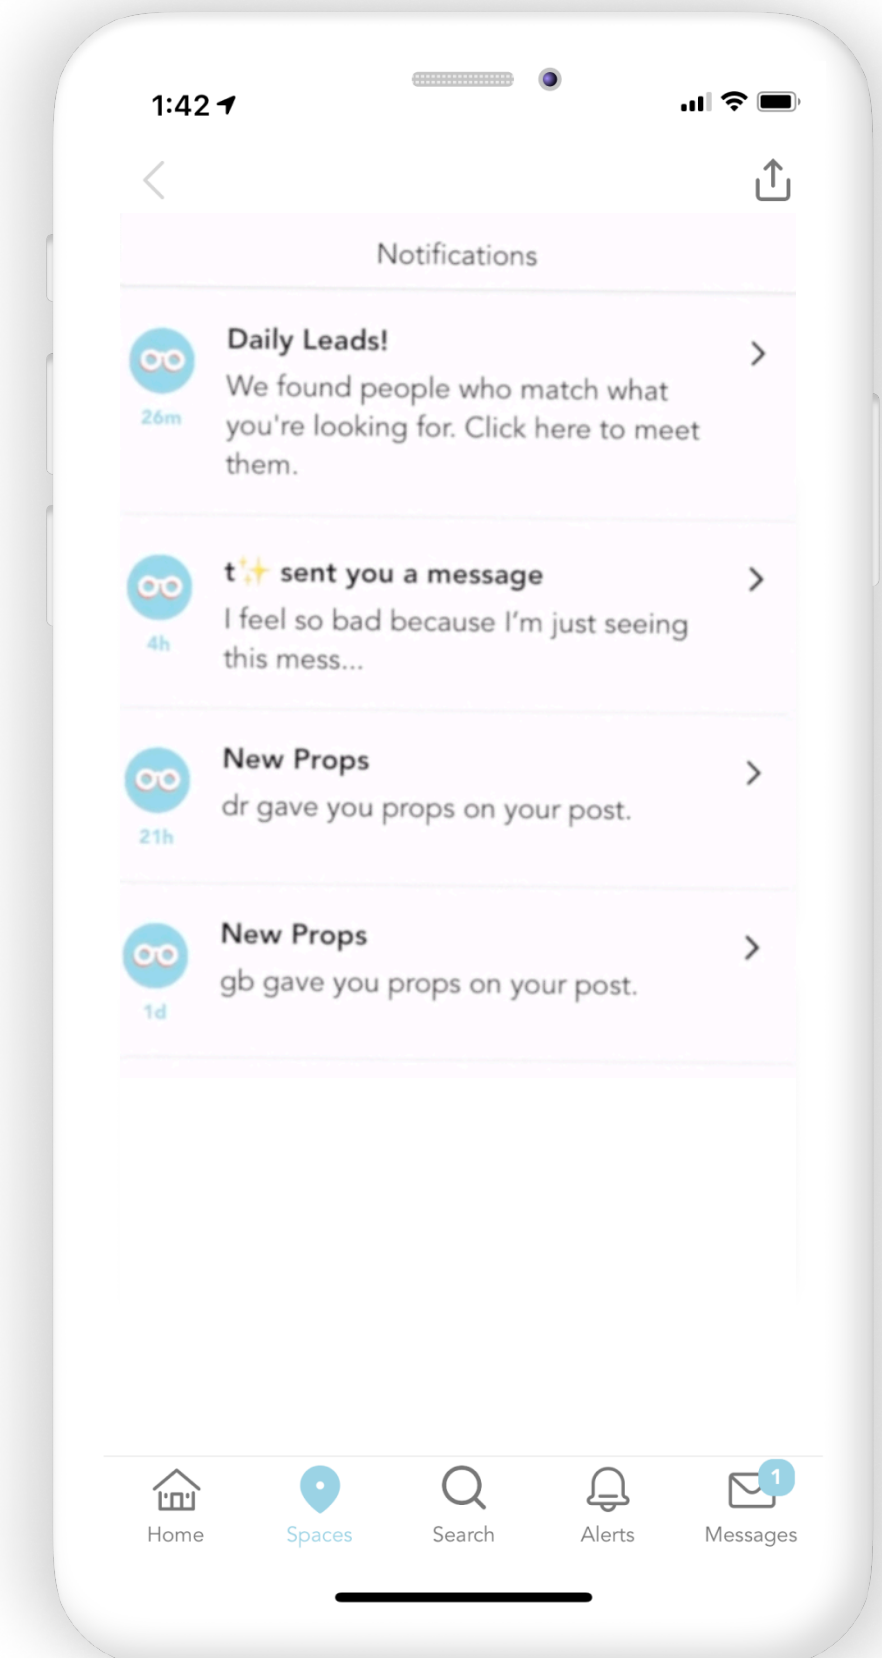 1:42
Notifications
Daily Leads!
We found people who match what
you're looking for. Click here to meet
them.
26m
t✨ sent you a message
I feel so bad because I'm just seeing
this mess...
4h
New Props
dr gave you props on your post.
21h
New Props
gb gave you props on your post.
1d
1
Home Spaces Search Alerts Messages